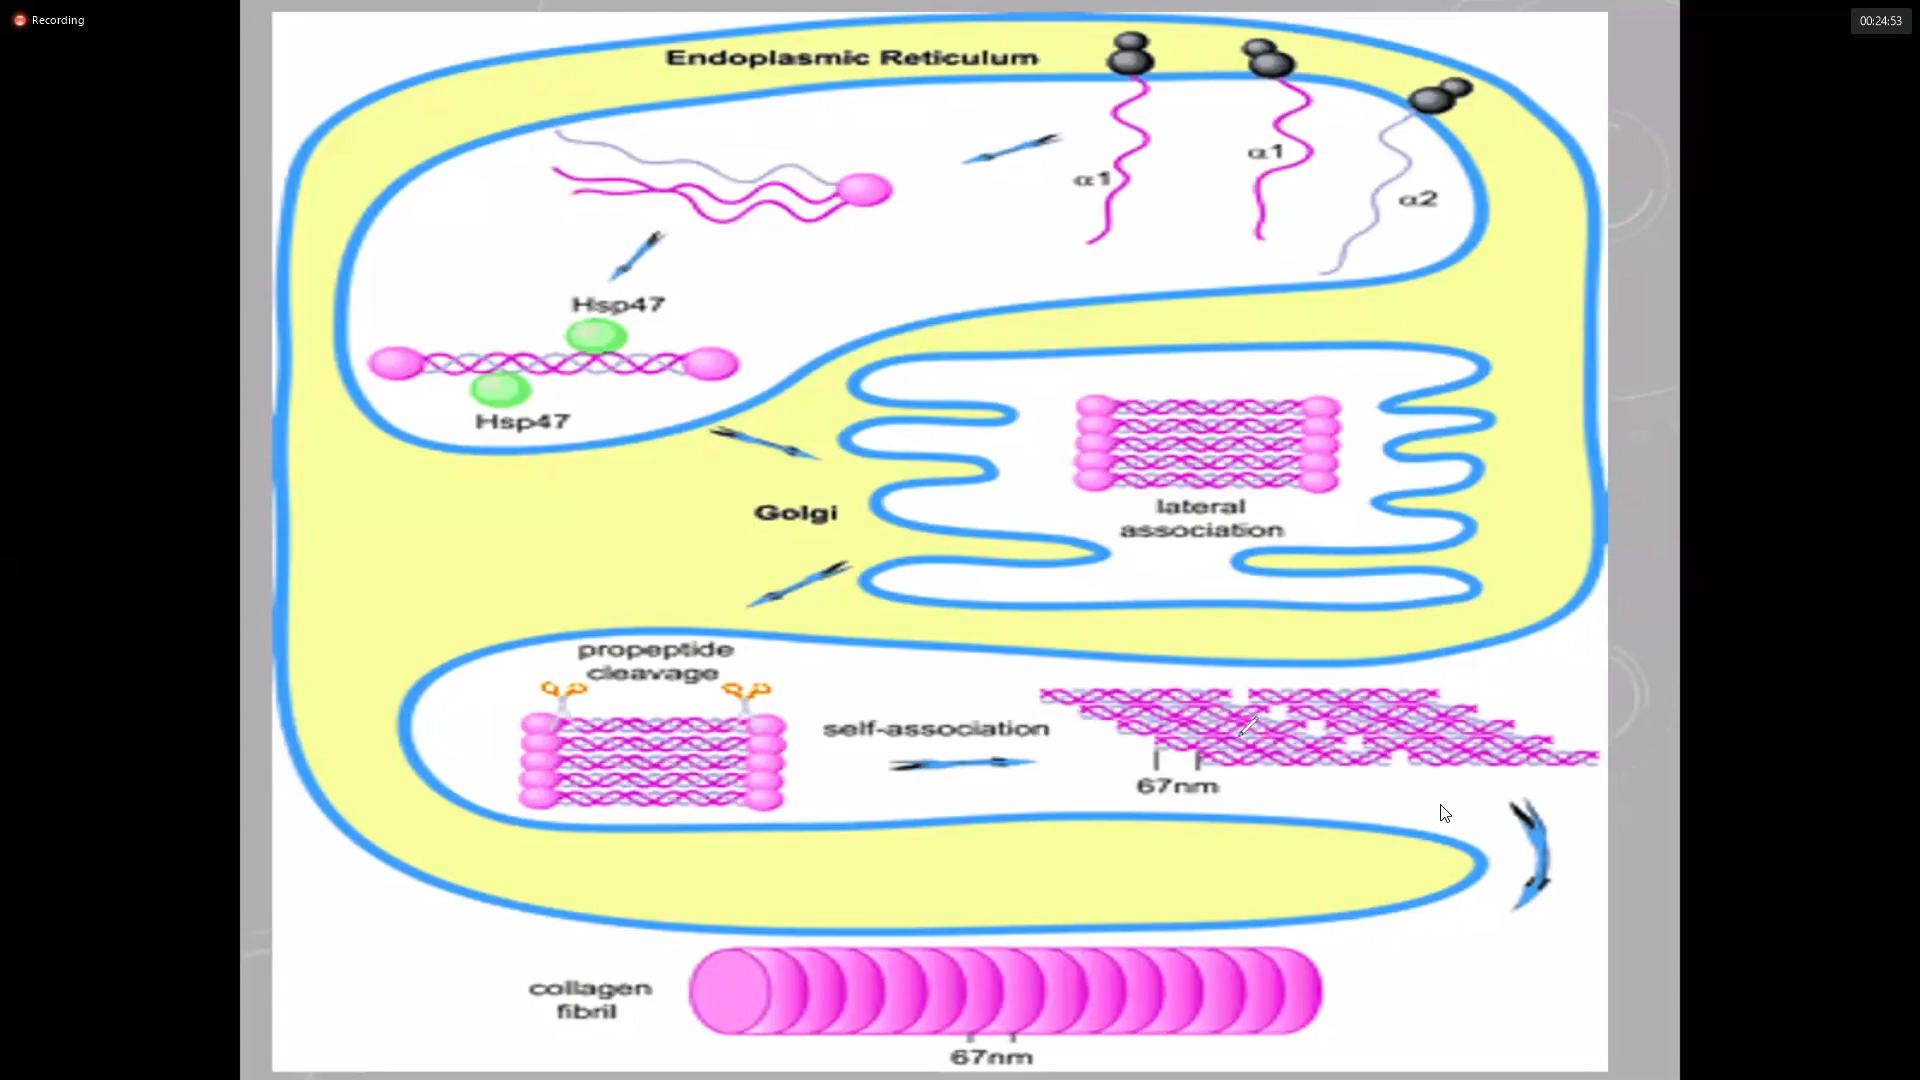 Recording
00:24:53
Endoplasmic Reticulum
α1
α1
α2
Hsp47
Hsp47
Golgi
lateral
association
propeptide
cleavage
self-association
67nm
collagen
fibril
67nm